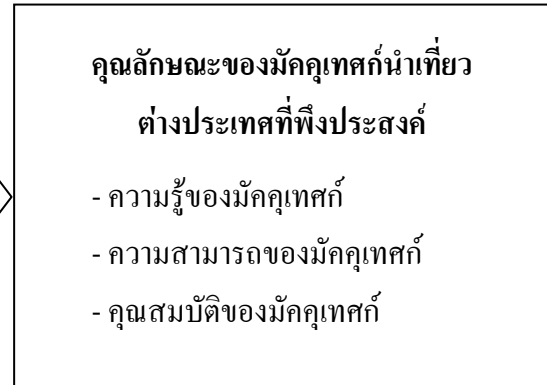 คุณลักษณะของมัคคุเทศก์นำเที่ยว
ต่างประเทศที่พึงประสงค์
- ความรู้ของมัคคุเทศก์
- ความสามารถของมัคคุเทศก์
- คุณสมบัติของมัคคุเทศก์